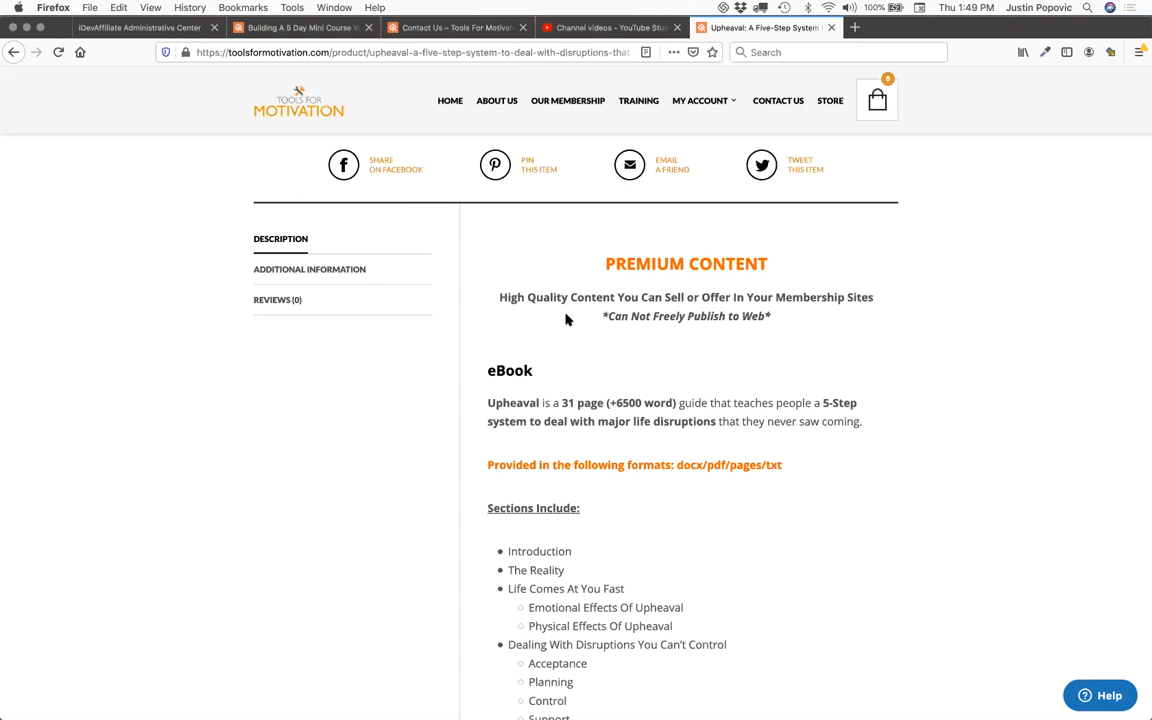 Firefox File Edit View History Bookmarks Tools Window Help 100% Thu 1:49 PM Justin Popovic
iDevAffiliate Administrative Center Building A 5 Day Mini Course V Contact Us – Tools For Motivat Channel videos - YouTube Stu Upheaval: A Five-Step System
https://toolsformotivation.com/product/upheaval-a-five-step-system-to-deal-with-disruptions-that- Search
TOOLS FOR
MOTIVATION
HOME ABOUT US OUR MEMBERSHIP TRAINING MY ACCOUNT CONTACT US STORE 0
SHARE
ON FACEBOOK
PIN
THIS ITEM
EMAIL
A FRIEND
TWEET
THIS ITEM
DESCRIPTION
ADDITIONAL INFORMATION
REVIEWS (0)
PREMIUM CONTENT
High Quality Content You Can Sell or Offer In Your Membership Sites
*Can Not Freely Publish to Web*
eBook
Upheaval is a 31 page (+6500 word) guide that teaches people a 5-Step
system to deal with major life disruptions that they never saw coming.
Provided in the following formats: docx/pdf/pages/txt
Sections Include:
Introduction
The Reality
Life Comes At You Fast
Emotional Effects Of Upheaval
Physical Effects Of Upheaval
Dealing With Disruptions You Can't Control
Acceptance
Planning
Control
Support
Help